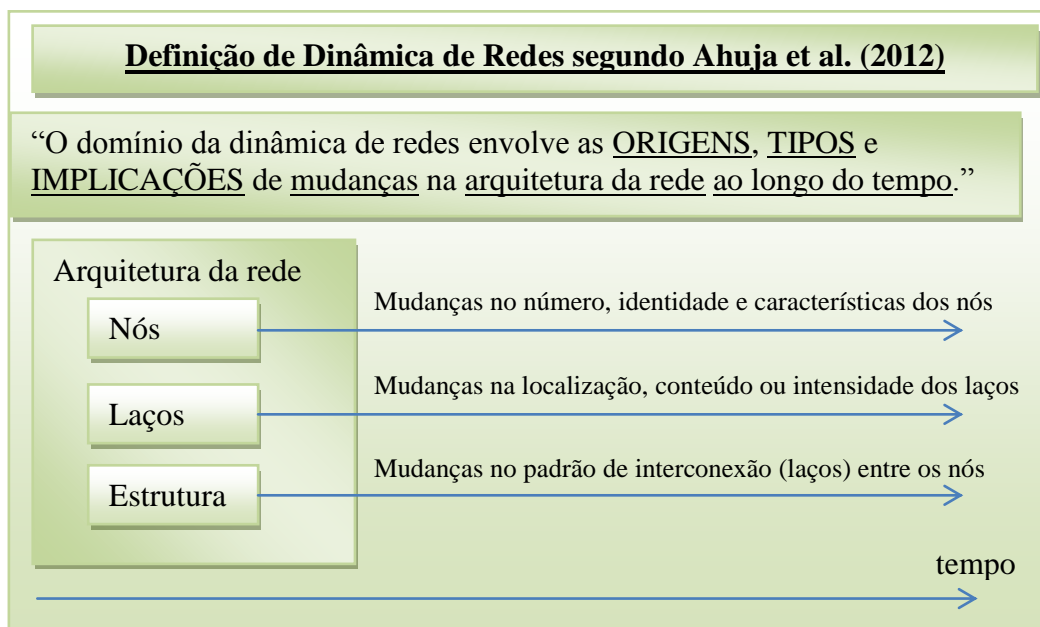 Definição de Dinâmica de Redes segundo Ahuja et al. (2012)
“O domínio da dinâmica de redes envolve as ORIGENS, TIPOS e
IMPLICAÇÕES de mudanças na arquitetura da rede ao longo do tempo.”
Arquitetura da rede
Nós
Mudanças no número, identidade e característicás dos nós
Laços
Mudanças na localização, conteúdo ou intensidade dos laços
Estrutura
Mudanças no padrão de interconexão (laços) entre os nós
tempo